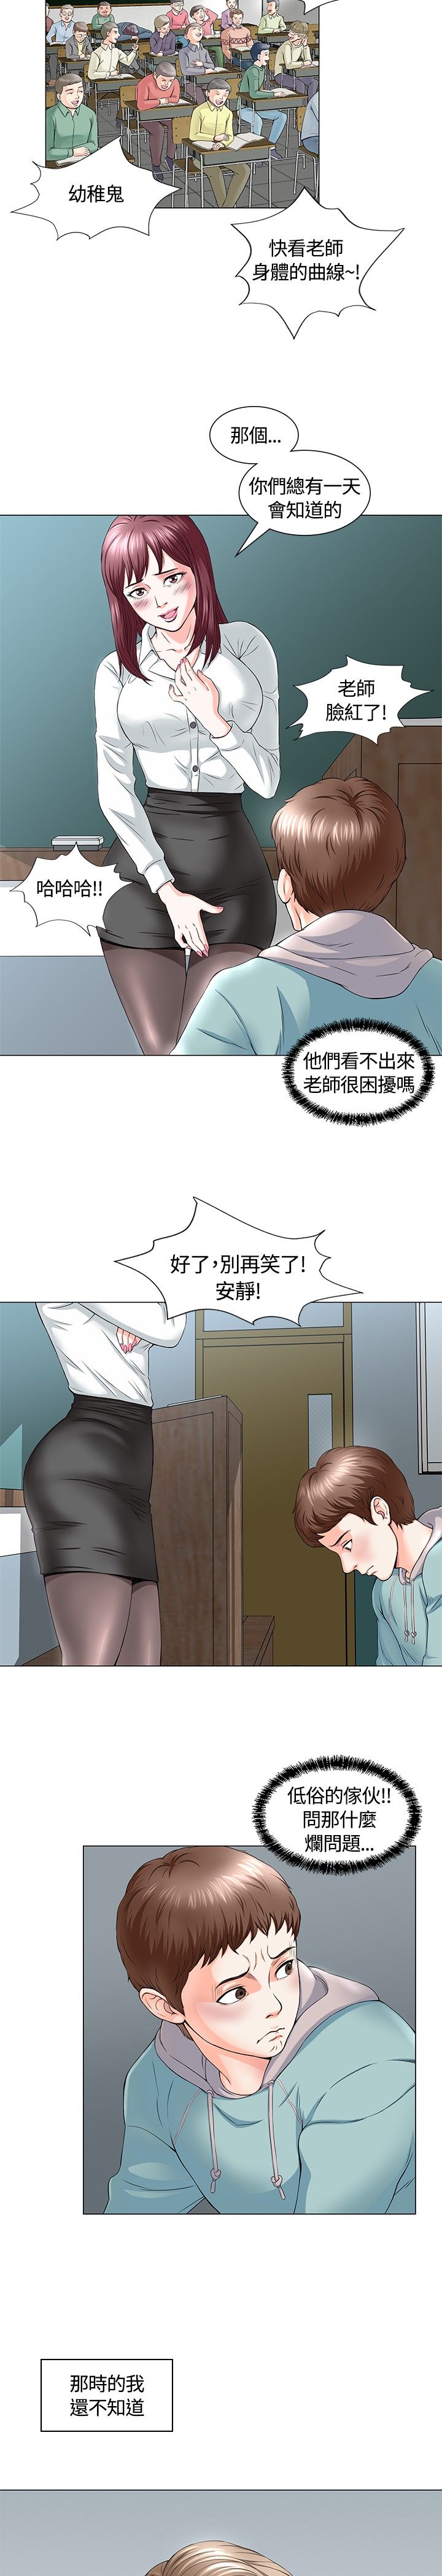 幼稚鬼
快看老師
身體的曲線~!
那個...
你們總有一天
會知道的
老師
臉紅了!
哈哈哈!!
他們看不出來
老師很困擾嗎
好了,別再笑了!
安靜!
低俗的傢伙!!
問那什麼
爛問題...
那時的我
還不知道